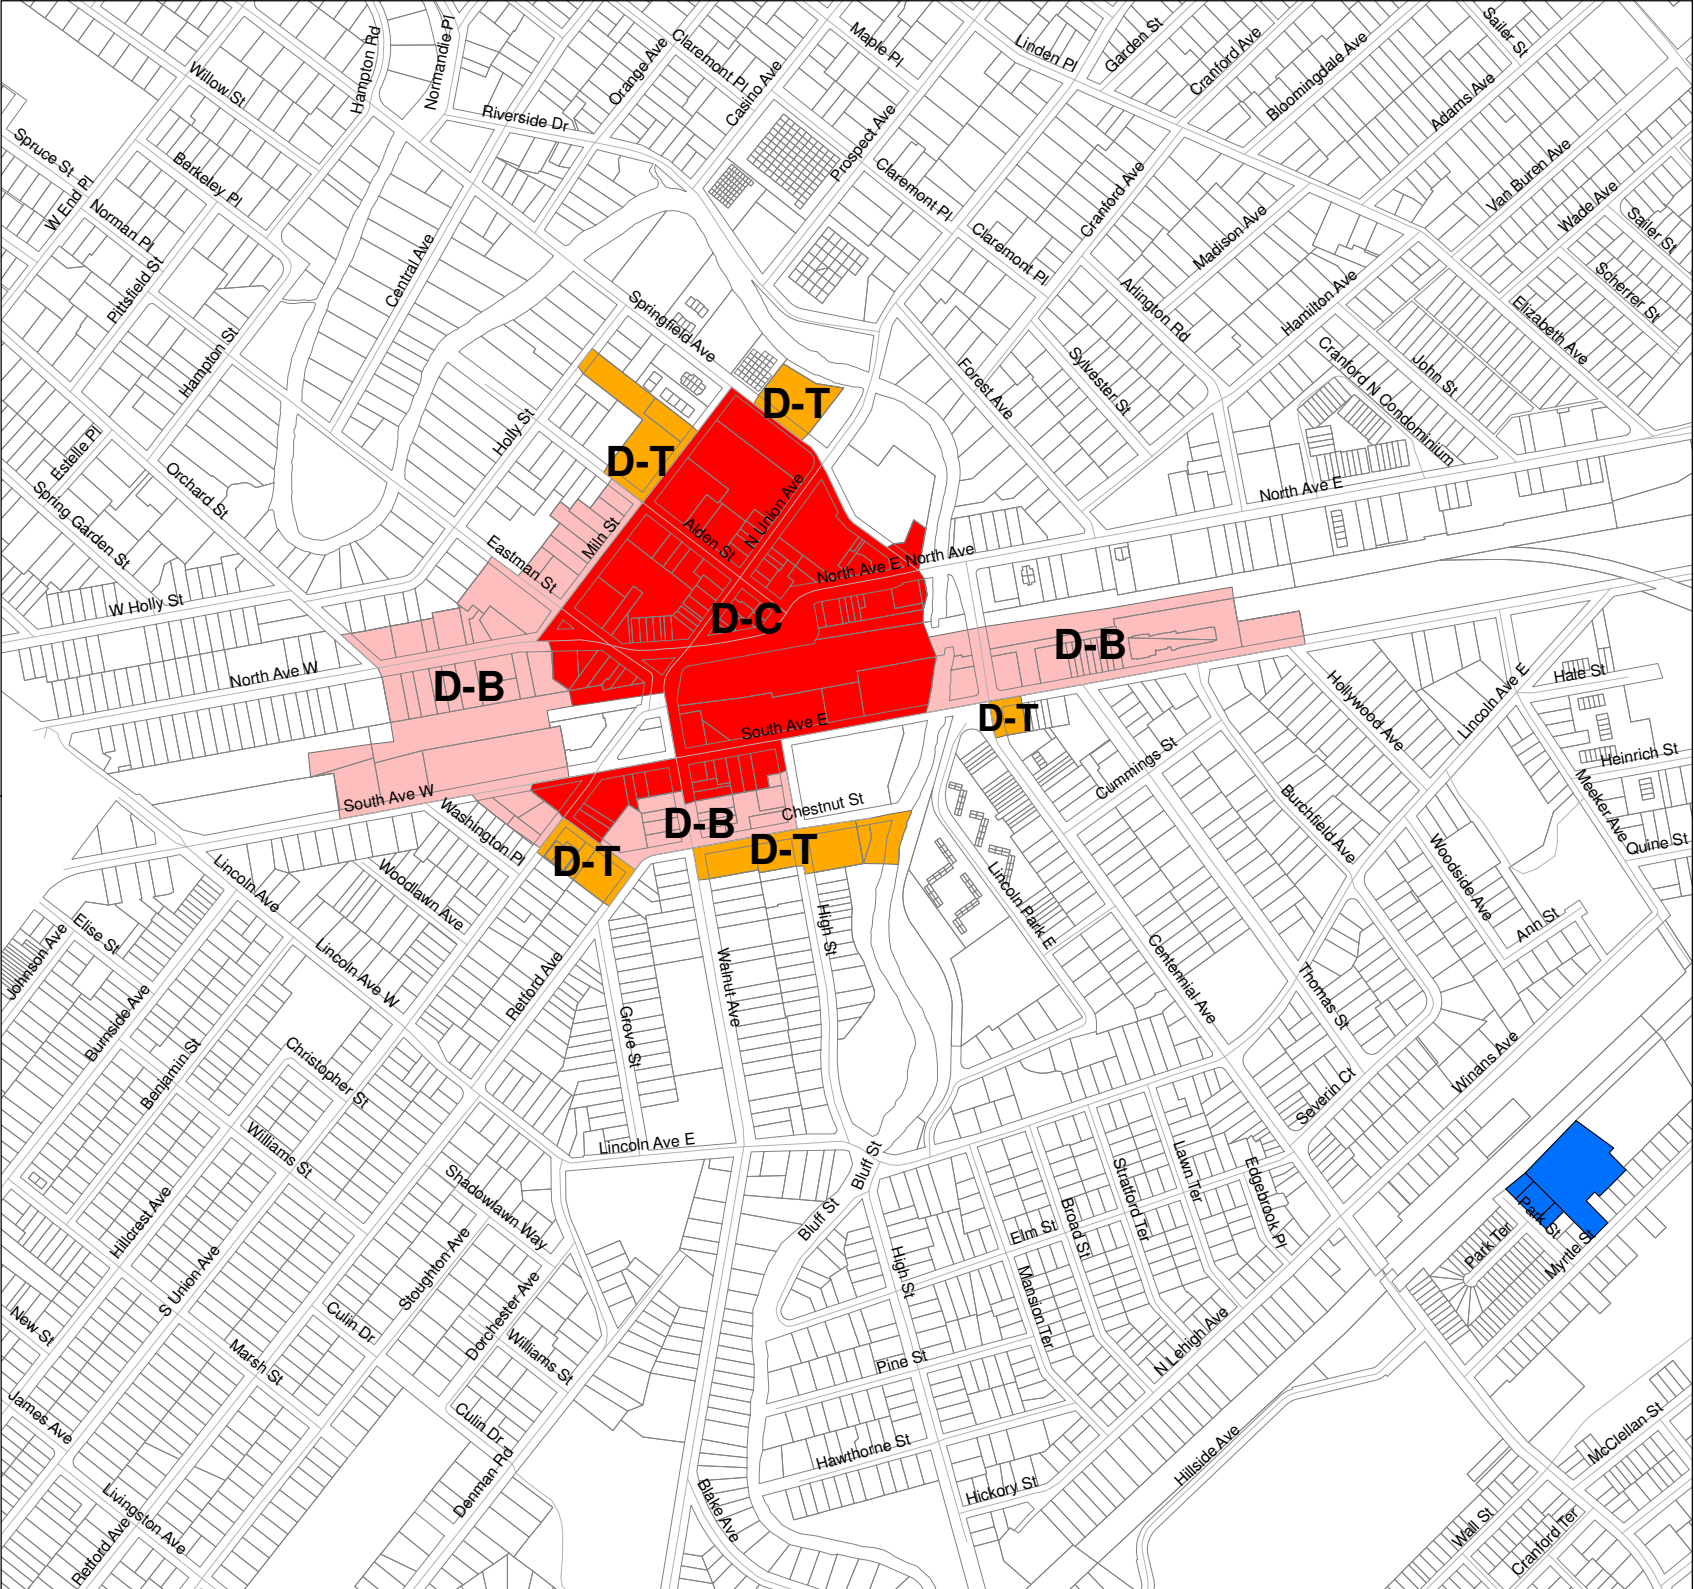 Hampton Rd
Normandie Pl
Orange Ave
Claremont Pl
Casino Ave
Maple Pl
Linden Pl
Garden St
Cranford Ave
Bloomingdale Ave
Sailer St
Adams Ave
Willow St
Riverside Dr
Prospect Ave
Spruce St
W End Pl
Berkeley Pl
Norman Pl
Pittsfield St
Central Ave
Claremont Pl
Claremont Pl
Cranford Ave
Madison Ave
Van Buren Ave
Wade Ave
Sailer St
Scherrer St
Hampton St
Springfield Ave
Arlington Rd
Hamilton Ave
Elizabeth Ave
Forest Ave
Sylvester St
Cranford N Condominium
John St
D-T
D-T
Holly St
Estelle Pl
Orchard St
Spring Garden St
N Union Ave
Alden St
Miln St
Eastman St
North Ave E
North Ave E
North Ave
W Holly St
D-C
D-B
D-B
North Ave W
D-T
South Ave E
Hollywood Ave
Lincoln Ave E
Hale St
Heinrich St
South Ave W
Washington Pl
D-B
Chestnut St
D-T
D-T
Cummings St
Burchfield Ave
Meeker Ave
Quine St
Woodside Ave
Ann St
Lincoln Ave
Woodlawn Ave
Lincoln Park E
High St
Elise St
Johnson Ave
Lincoln Ave W
Retford Ave
Walnut Ave
Centennial Ave
Thomas St
Burnside Ave
Grove St
Benjamin St
Christopher St
Winans Ave
Severin Ct
Williams St
Lincoln Ave E
Bluff St
Bluff St
Shadowlawn Way
Stratford Ter
Lawn Ter
Edgebrook Pl
Broad St
Elm St
Park St
Park Ter
Myrtle St
Hillcrest Ave
S Union Ave
Stoughton Ave
Dorchester Ave
High St
Mansion Ter
New St
Culin Dr
Marsh St
Williams St
Pine St
N Lehigh Ave
James Ave
Culin Dr
Denman Rd
Hawthorne St
Hickory St
Hillside Ave
McClellan St
Livingston Ave
Retford Ave
Blake Ave
Wall St
Cranford Ter